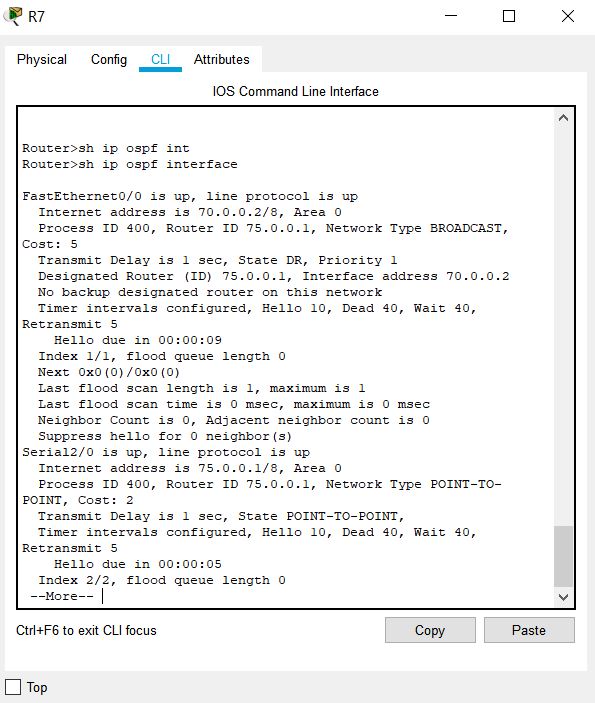 R7
Physical Config CLI Attributes
IOS Command Line Interface
Router>sh ip ospf int
Router>sh ip ospf interface
FastEthernet0/0 is up, line protocol is up
Internet address is 70.0.0.2/8, Area 0
Process ID 400, Router ID 75.0.0.1, Network Type BROADCAST,
Cost: 5
Transmit Delay is 1 sec, State DR, Priority 1
Designated Router (ID) 75.0.0.1, Interface address 70.0.0.2
No backup designated router on this network
Timer intervals configured, Hello 10, Dead 40, Wait 40,
Retransmit 5
Hello due in 00:00:09
Index 1/1, flood queue length 0
Next 0x0(0)/0x0(0)
Last flood scan length is 1, maximum is 1
Last flood scan time is 0 msec, maximum is 0 msec
Neighbor Count is 0, Adjacent neighbor count is 0
Suppress hello for 0 neighbor(s)
Serial2/0 is up, line protocol is up
Internet address is 75.0.0.1/8, Area 0
Process ID 400, Router ID 75.0.0.1, Network Type POINT-TO-
POINT, Cost: 2
Transmit Delay is 1 sec, State POINT-TO-POINT,
Timer intervals configured, Hello 10, Dead 40, Wait 40,
Retransmit 5
Hello due in 00:00:05
Index 2/2, flood queue length 0
--More--
Ctrl+F6 to exit CLI focus Copy Paste
Top